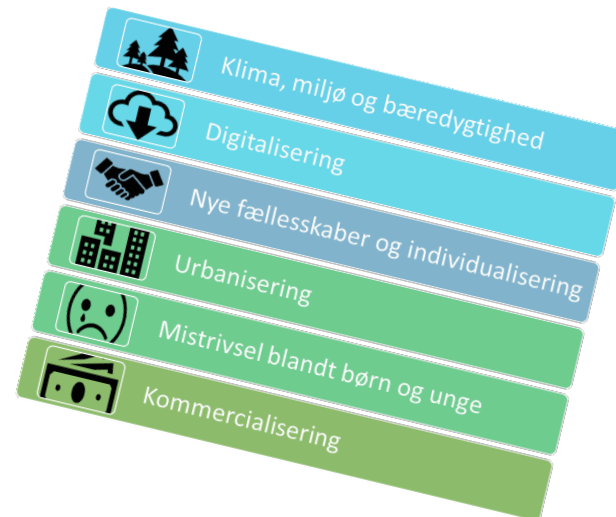 Klima, miljø og bæredygtighed
Digitalisering
Nye fællesskaber og individualisering
Urbanisering
Mistrivsel blandt børn og unge
Kommercialisering